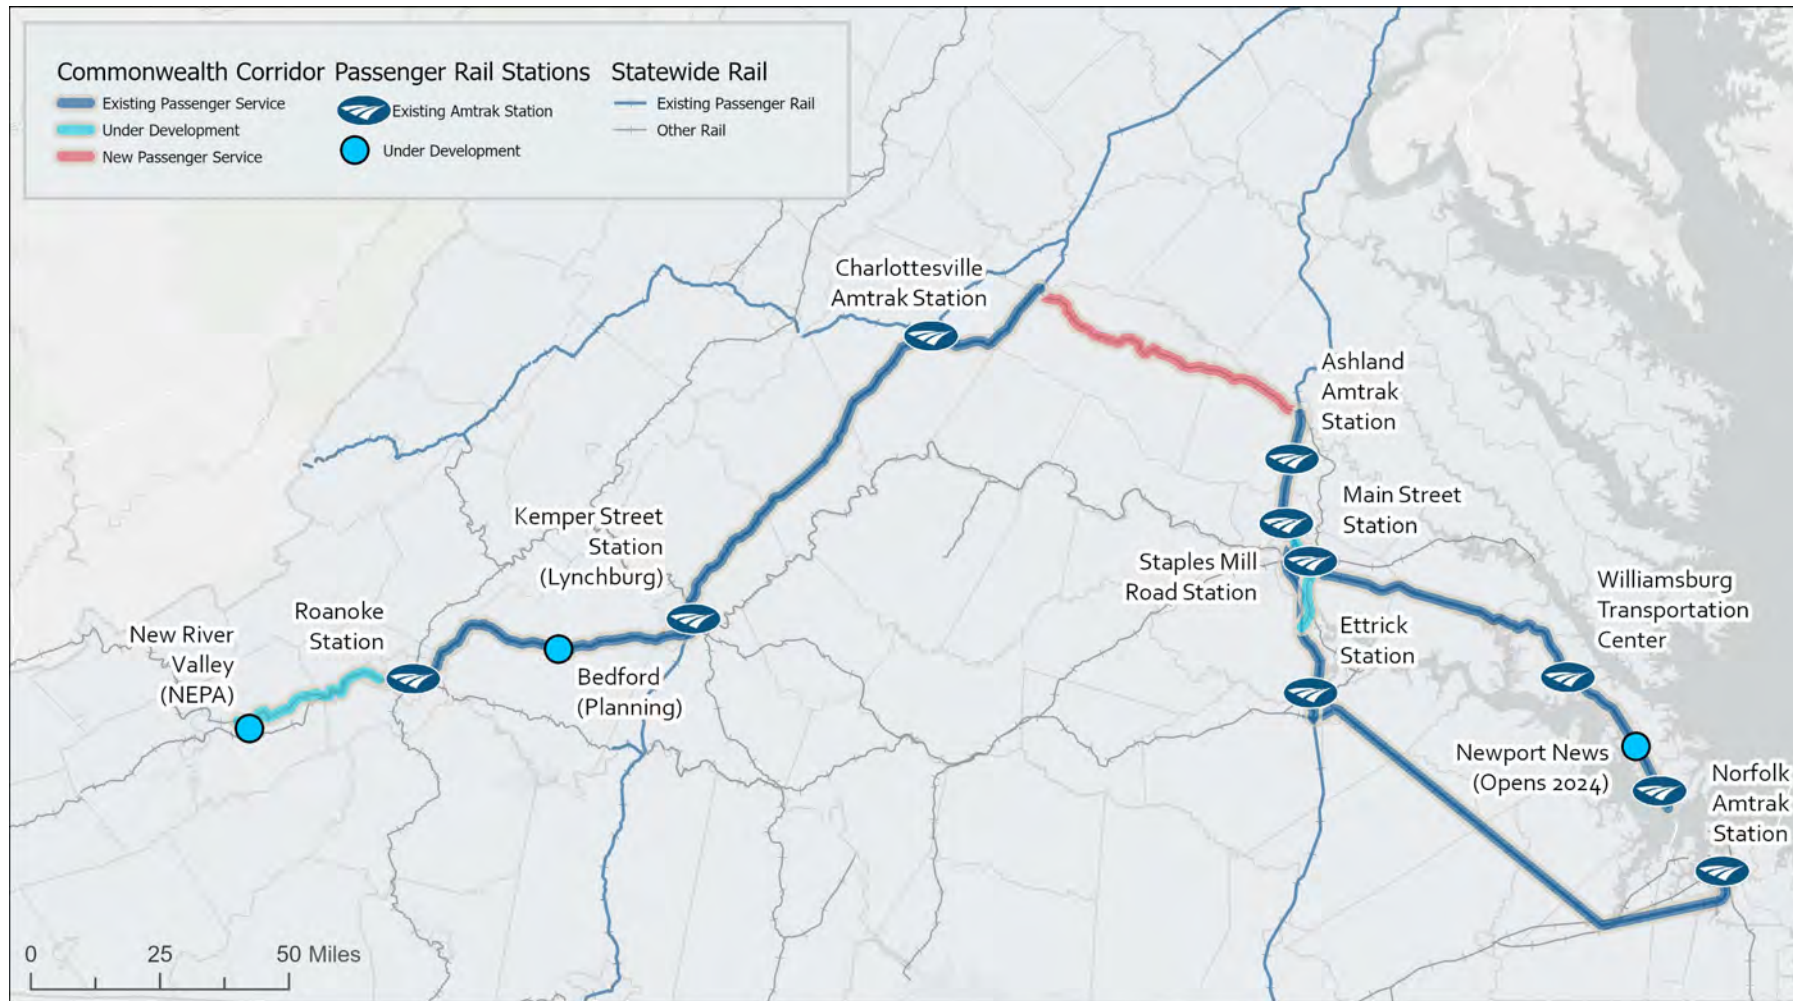 Commonwealth Corridor
Existing Passenger Service
Under Development
New Passenger Service
Passenger Rail Stations
Existing Amtrak Station
Under Development
Statewide Rail
Existing Passenger Rail
Other Rail
Charlottesville
Amtrak Station
Ashland
Amtrak
Station
Kemper Street
Station
(Lynchburg)
Main Street
Station
Staples Mill
Road Station
Williamsburg
Transportation
Center
Roanoke
Station
New River
Valley
(NEPA)
Ettrick
Station
Bedford
(Planning)
Newport News
(Opens 2024)
Norfolk
Amtrak
Station
0 25 50 Miles